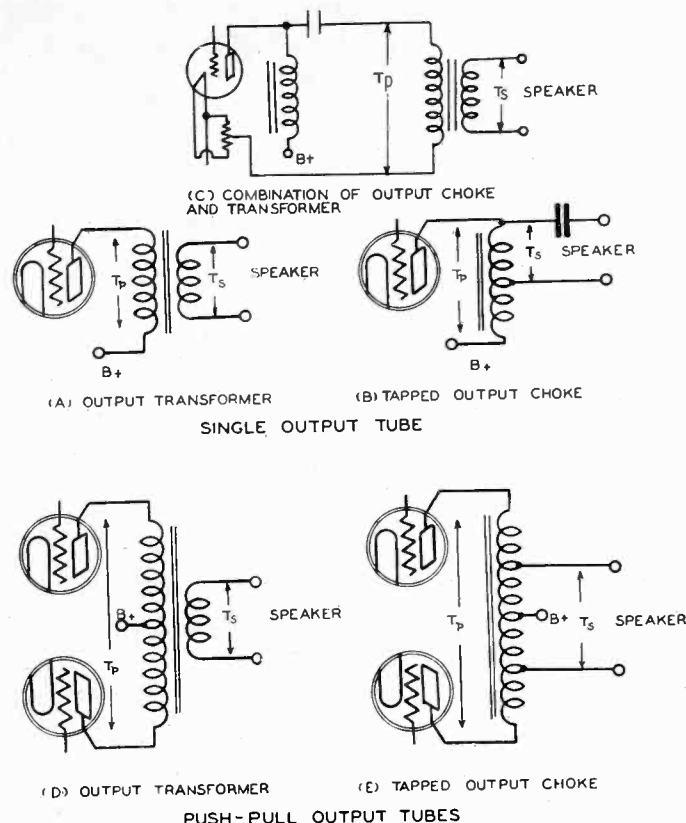 Tp
Ts SPEAKER
B+
(C) COMBINATION OF OUTPUT CHOKE
AND TRANSFORMER
Tp
Ts
SPEAKER
B+
(A) OUTPUT TRANSFORMER
Tp
Ts
SPEAKER
B+
(B) TAPPED OUTPUT CHOKE
SINGLE OUTPUT TUBE
B+
Ts
SPEAKER
Tp
(D) OUTPUT TRANSFORMER
Tp
B+ Ts SPEAKER
(E) TAPPED OUTPUT CHOKE
PUSH-PULL OUTPUT TUBES